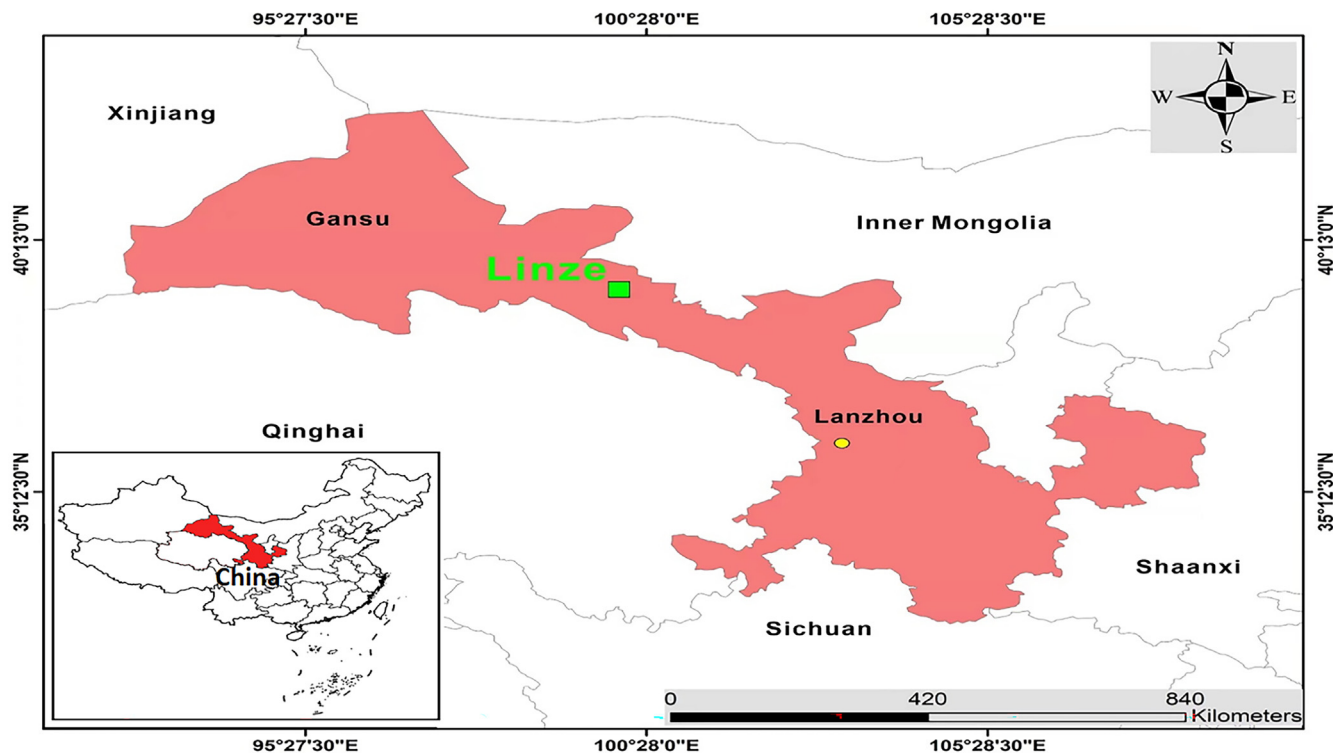 95°27'30"E 100°28'0"E 105°28'30"E
N
W E
S
Xinjiang
Gansu
Inner Mongolia
40°13'0"N 40°13'0"N
Linze
Lanzhou
Qinghai
35°12'30"N 35°12'30"N
China
Shaanxi
Sichuan
0 420 840
Kilometers
95°27'30"E 100°28'0"E 105°28'30"E